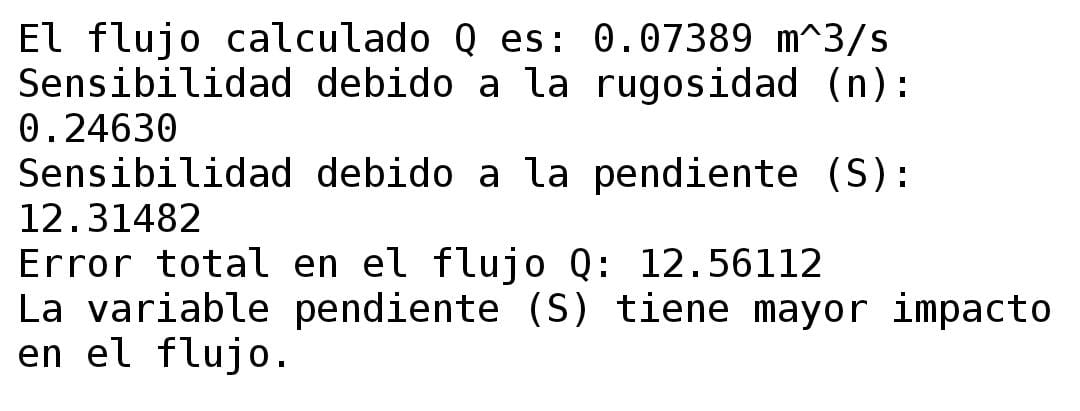 El flujo calculado Q es: 0.07389 m^3/s
Sensibilidad debido a la rugosidad (n):
0.24630
Sensibilidad debido a la pendiente (S):
12.31482
Error total en el flujo Q: 12.56112
La variable pendiente (S) tiene mayor impacto
en el flujo.